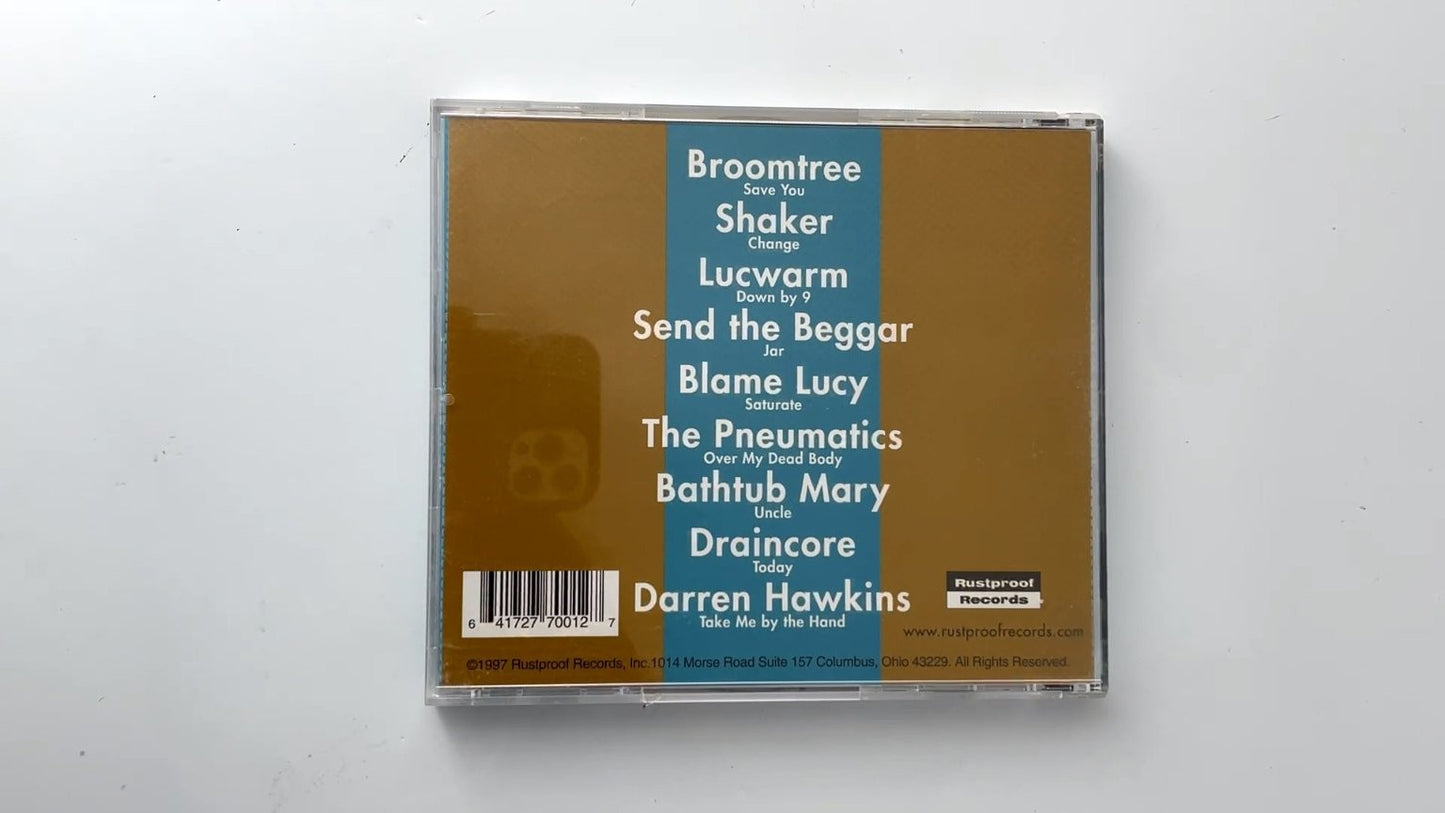 Broomtree
Save You
Shaker
Change
Lucwarm
Down by 9
Send the Beggar
Jar
Blame Lucy
Saturate
The Pneumatics
Over My Dead Body
Bathtub Mary
Uncle
Draincore
Today
Darren Hawkins
Take Me by the Hand
6 41727 70012 7
Rustproof
Records
www.rustproofrecords.com
©1997 Rustproof Records, Inc.1014 Morse Road Suite 157 Columbus, Ohio 43229. All Rights Reserved.